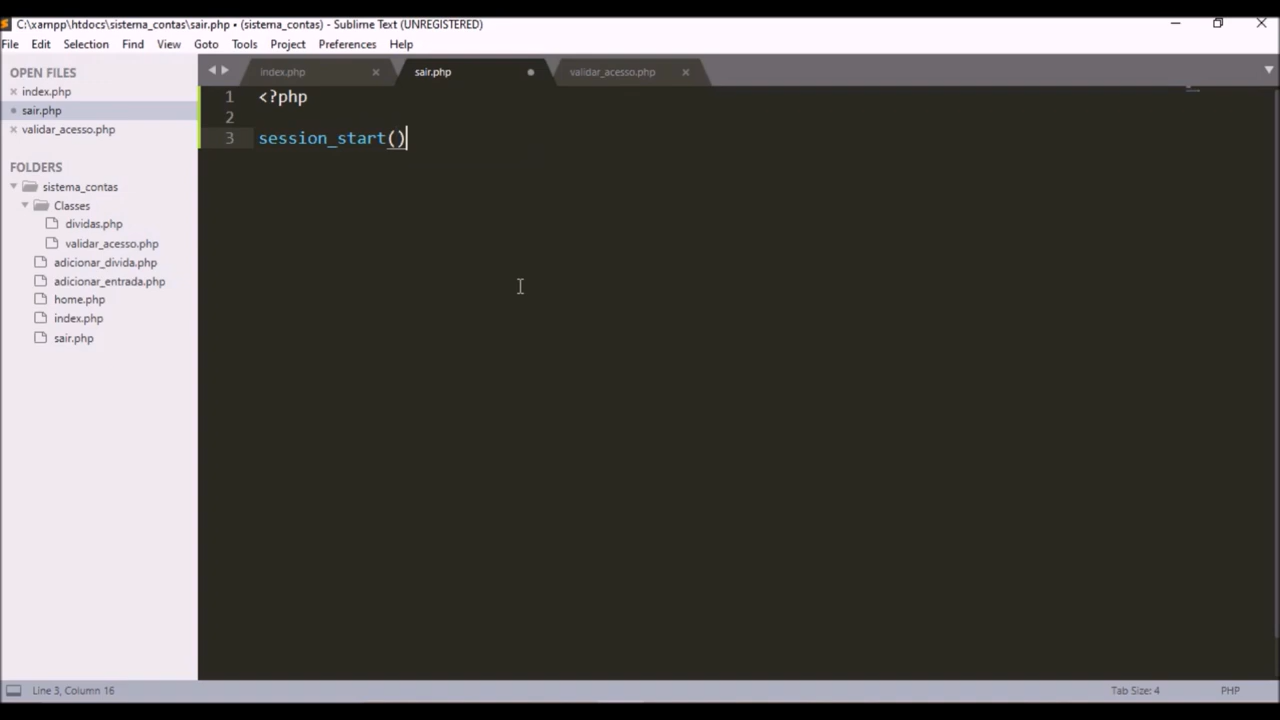 C:\xampp\htdocs\sistema_contas\sair.php • (sistema_contas) - Sublime Text (UNREGISTERED)
File Edit Selection Find View Goto Tools Project Preferences Help
OPEN FILES
index.php
sair.php
validar_acesso.php
FOLDERS
sistema_contas
Classes
dividas.php
validar_acesso.php
adicionar_divida.php
adicionar_entrada.php
home.php
index.php
sair.php
index.php sair.php validar_acesso.php
1 <?php
2
3 session_start()
Line 3, Column 16
Tab Size: 4 PHP